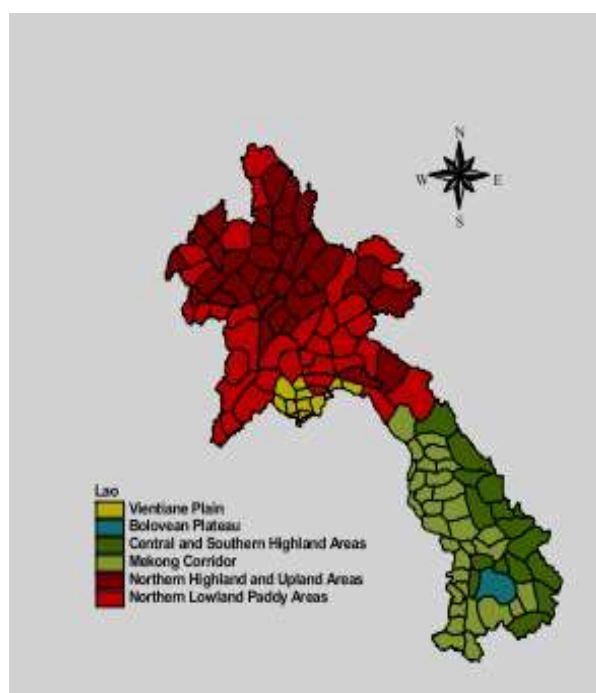 N
W E
S
Lao
Vientiane Plain
Bolovean Plateau
Central and Southern Highland Areas
Mekong Corridor
Northern Highland and Upland Areas
Northern Lowland Paddy Areas